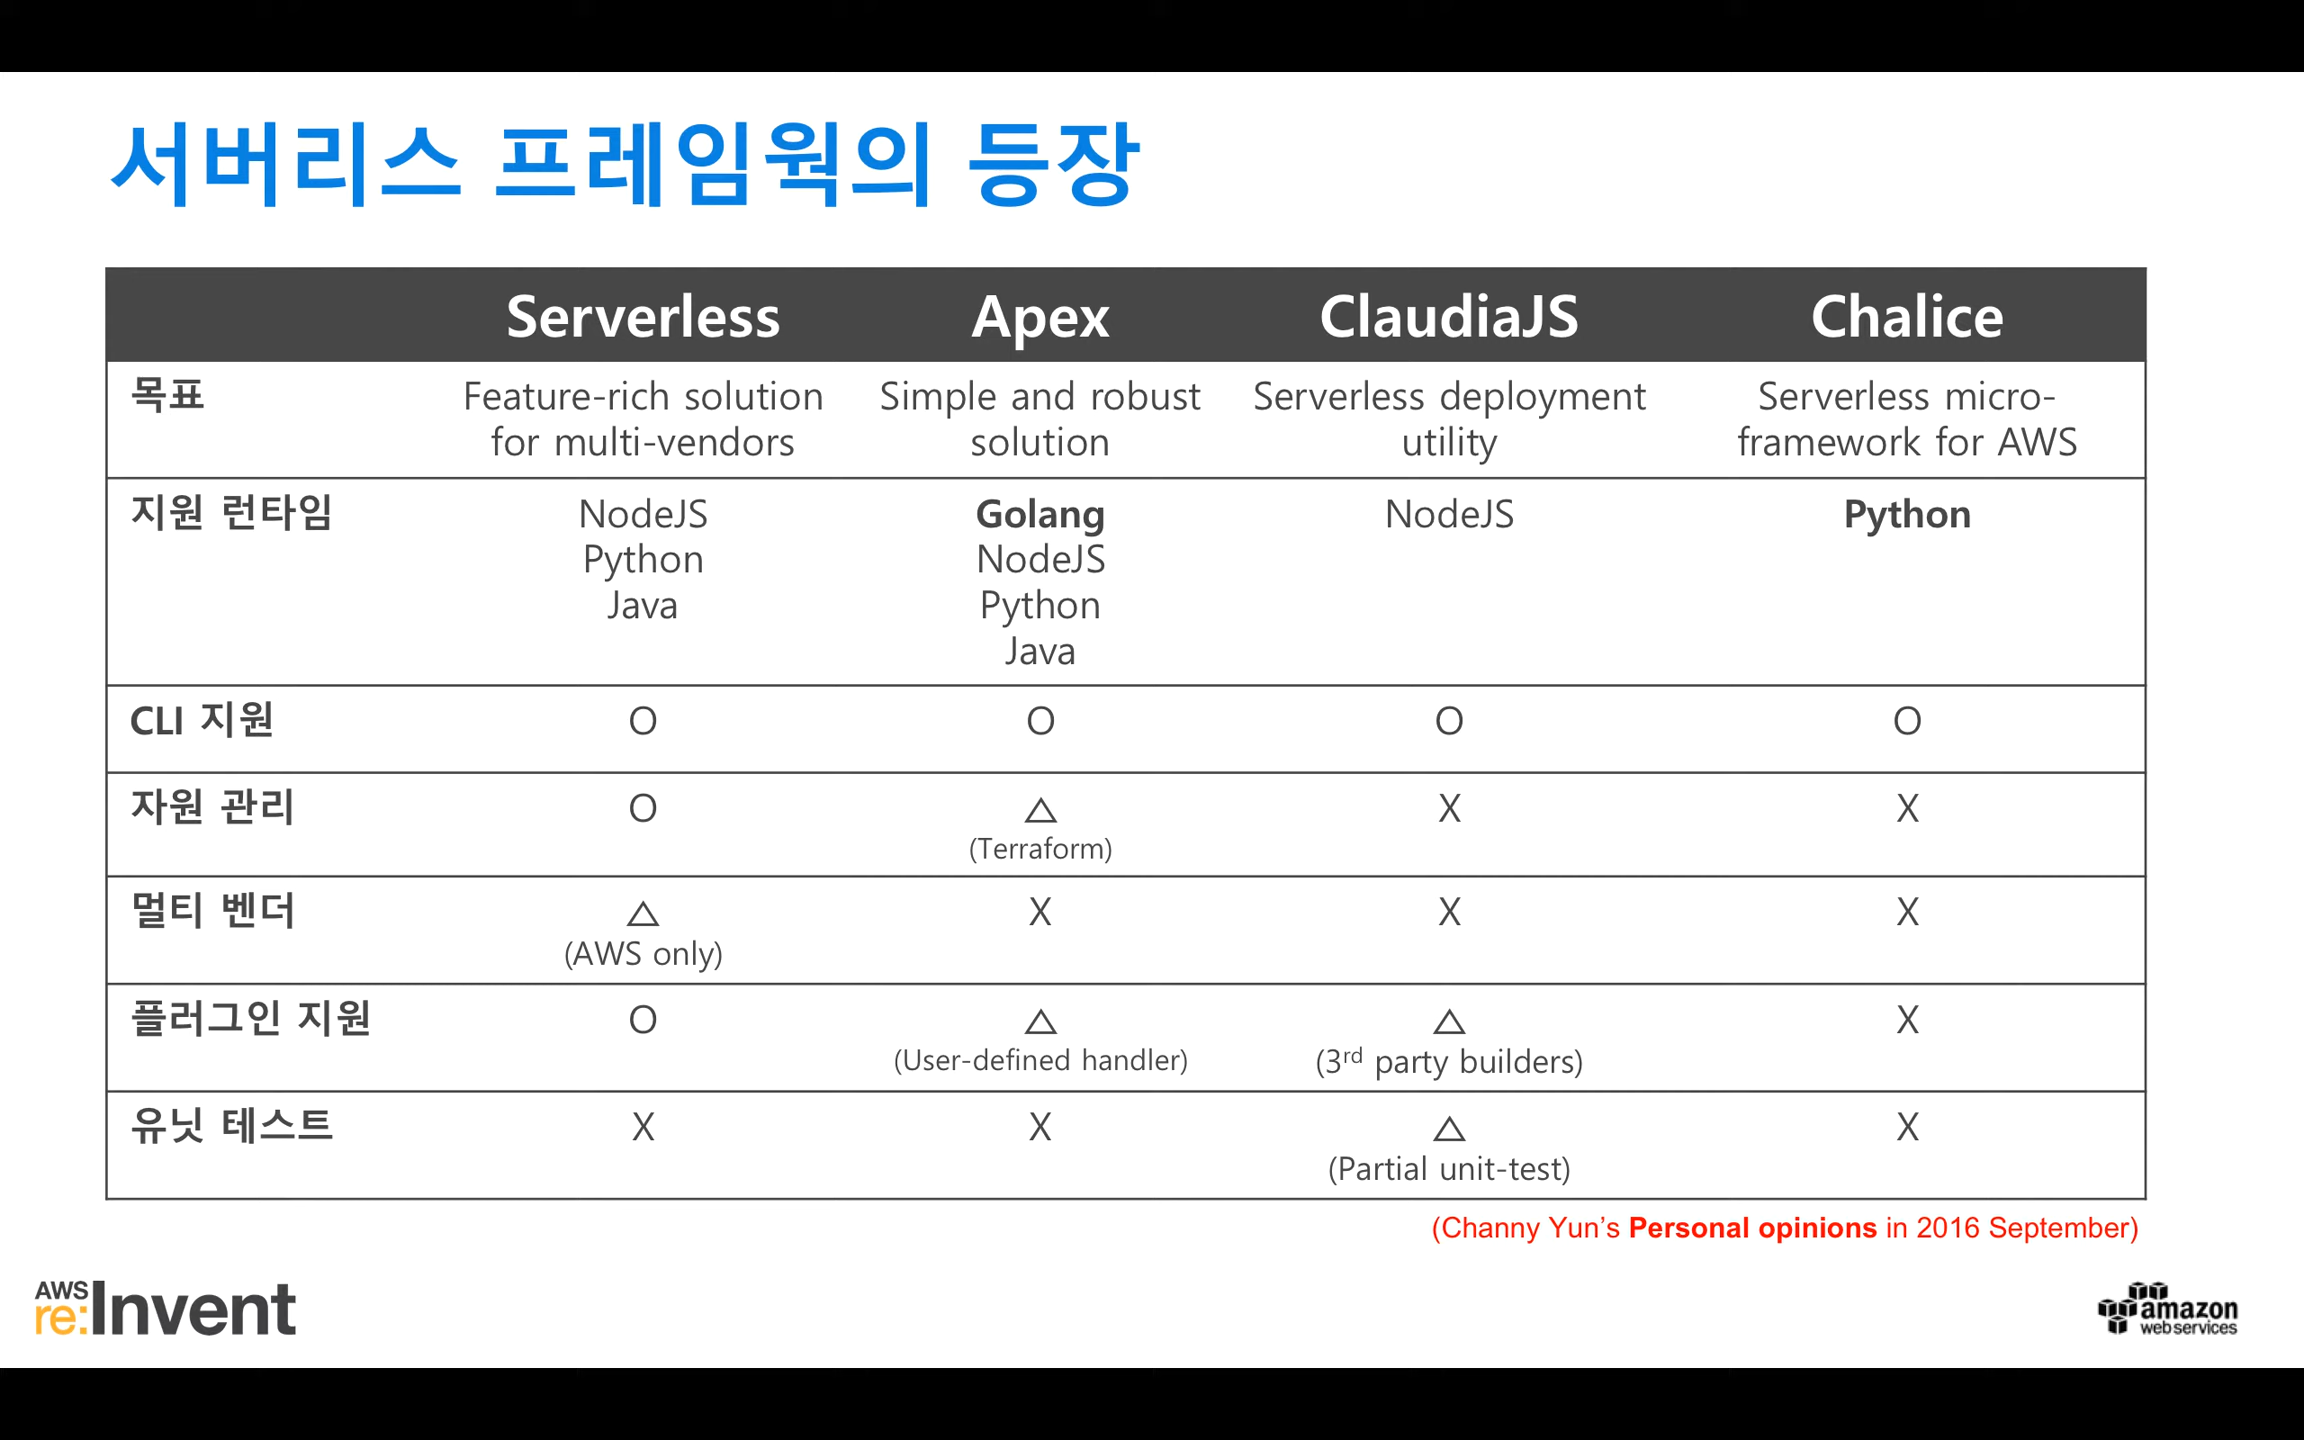 서버리스 프레임웍의 등장
Serverless Apex ClaudiaJS Chalice
목표 Feature-rich solution for multi-vendors Simple and robust solution Serverless deployment utility Serverless micro-framework for AWS
지원 런타임 NodeJS Golang NodeJS Python
Python NodeJS
Java Python
Java
CLI 지원 O O O O
자원 관리 O △ X X
(Terraform)
멀티 벤더 △ X X X
(AWS only)
플러그인 지원 O △ △ X
(User-defined handler) (3rd party builders)
유닛 테스트 X X △ X
(Partial unit-test)
(Channy Yun’s Personal opinions in 2016 September)
AWS
re:Invent
amazon
webservices